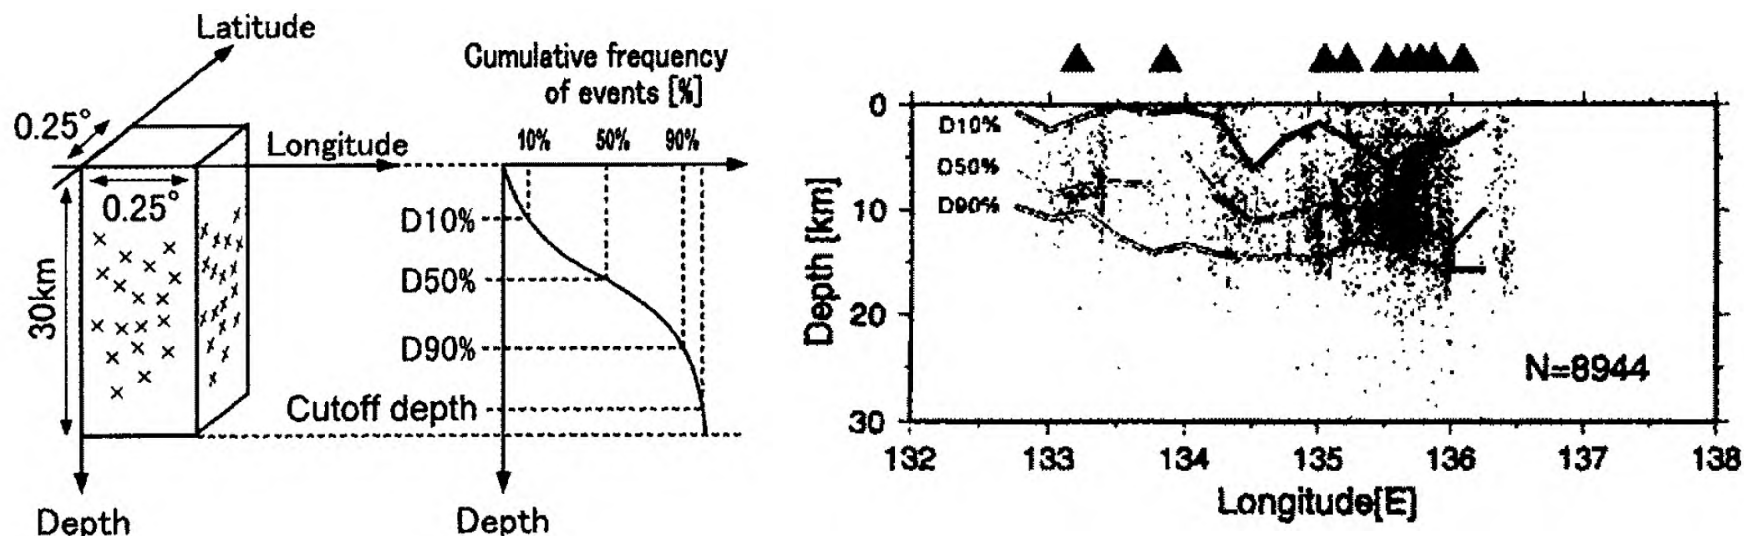 Latitude
0.25°
Longitude
0.25°
30km
Depth
Cumulative frequency
of events [%]
10% 50% 90%
D10%
D50%
D90%
Cutoff depth
Depth
Depth [km]
0
10
20
30
D10%
D50%
D90%
N=8944
132 133 134 135 136 137 138
Longitude[E]